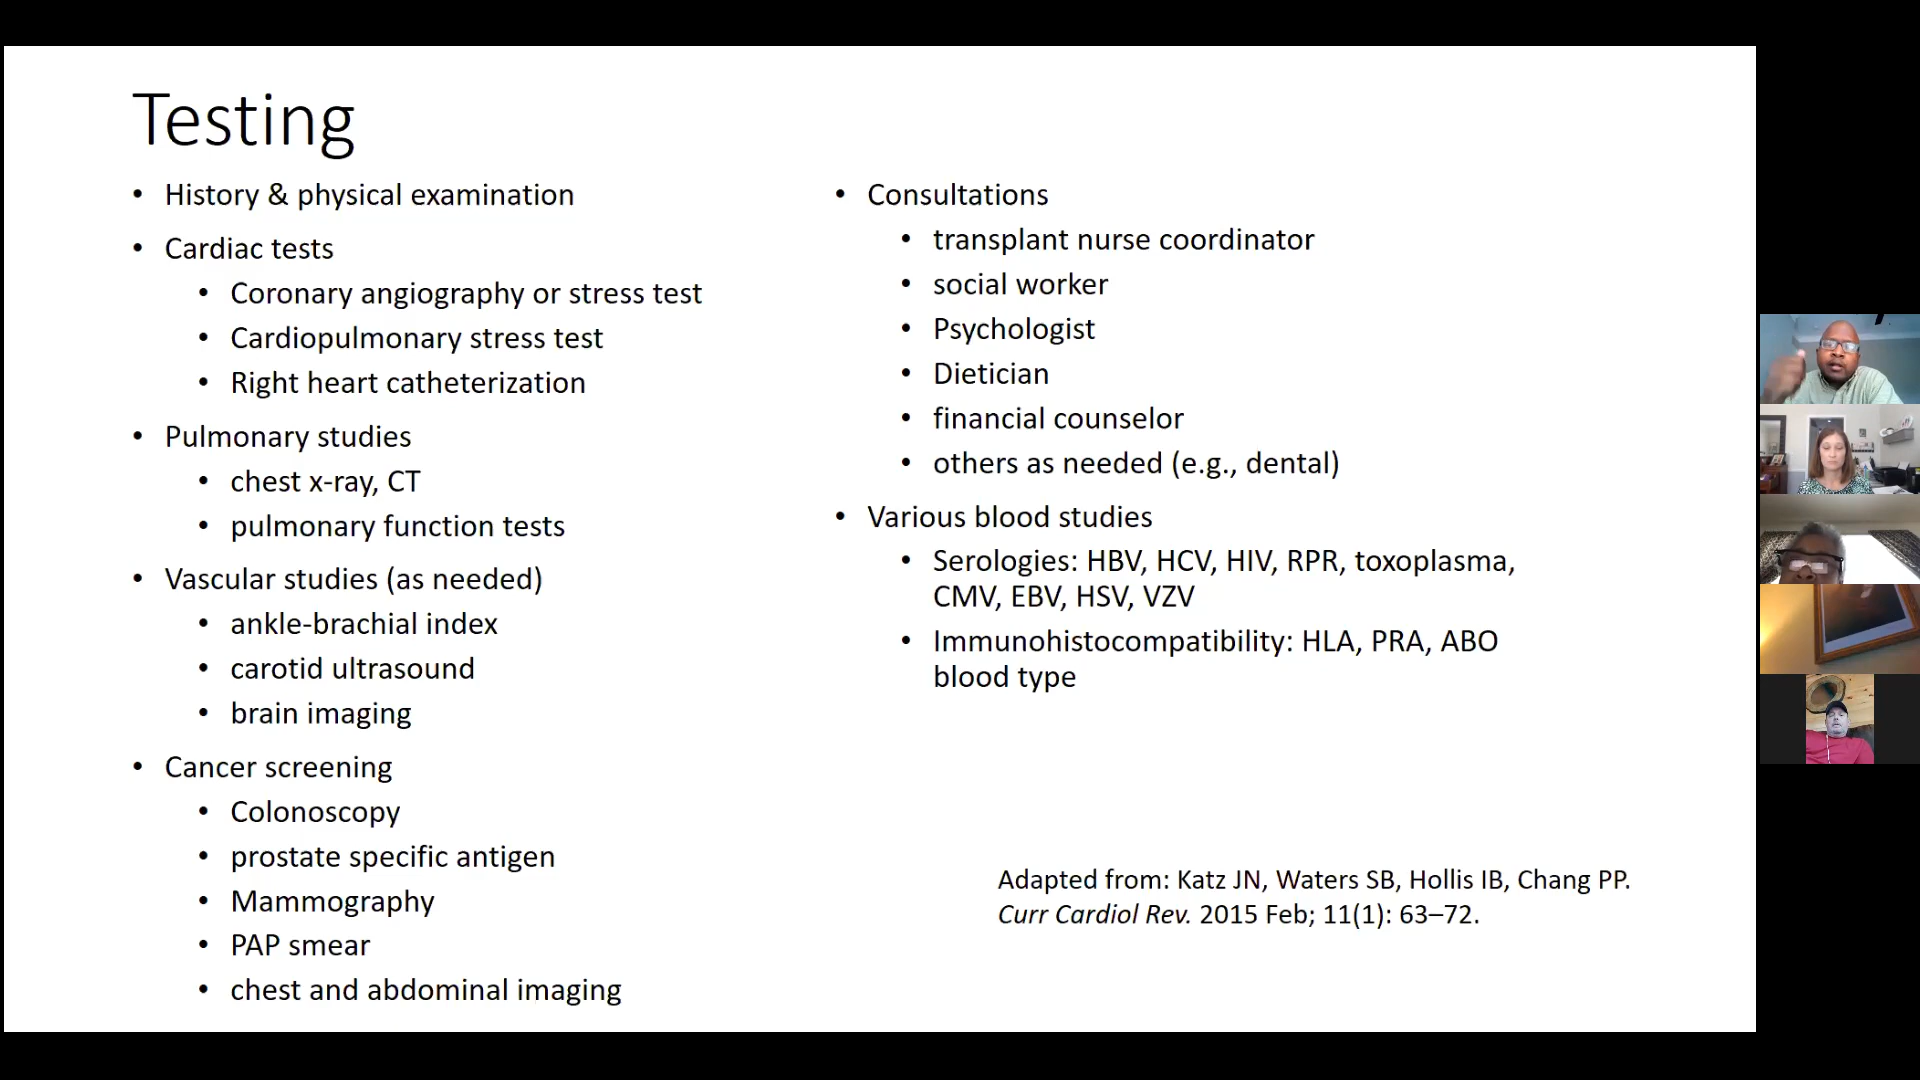 Testing
• History & physical examination
• Cardiac tests
• Coronary angiography or stress test
• Cardiopulmonary stress test
• Right heart catheterization
• Pulmonary studies
• chest x-ray, CT
• pulmonary function tests
• Vascular studies (as needed)
• ankle-brachial index
• carotid ultrasound
• brain imaging
• Cancer screening
• Colonoscopy
• prostate specific antigen
• Mammography
• PAP smear
• chest and abdominal imaging
• Consultations
• transplant nurse coordinator
• social worker
• Psychologist
• Dietician
• financial counselor
• others as needed (e.g., dental)
• Various blood studies
• Serologies: HBV, HCV, HIV, RPR, toxoplasma,
CMV, EBV, HSV, VZV
• Immunohistocompatibility: HLA, PRA, ABO
blood type
Adapted from: Katz JN, Waters SB, Hollis IB, Chang PP.
Curr Cardiol Rev. 2015 Feb; 11(1): 63–72.